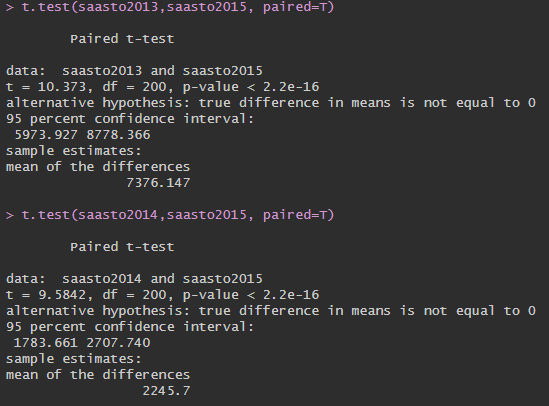 > t.test(saasto2013,saasto2015, paired=T)
Paired t-test
data: saasto2013 and saasto2015
t = 10.373, df = 200, p-value < 2.2e-16
alternative hypothesis: true difference in means is not equal to 0
95 percent confidence interval:
5973.927 8778.366
sample estimates:
mean of the differences
7376.147
> t.test(saasto2014,saasto2015, paired=T)
Paired t-test
data: saasto2014 and saasto2015
t = 9.5842, df = 200, p-value < 2.2e-16
alternative hypothesis: true difference in means is not equal to 0
95 percent confidence interval:
1783.661 2707.740
sample estimates:
mean of the differences
2245.7